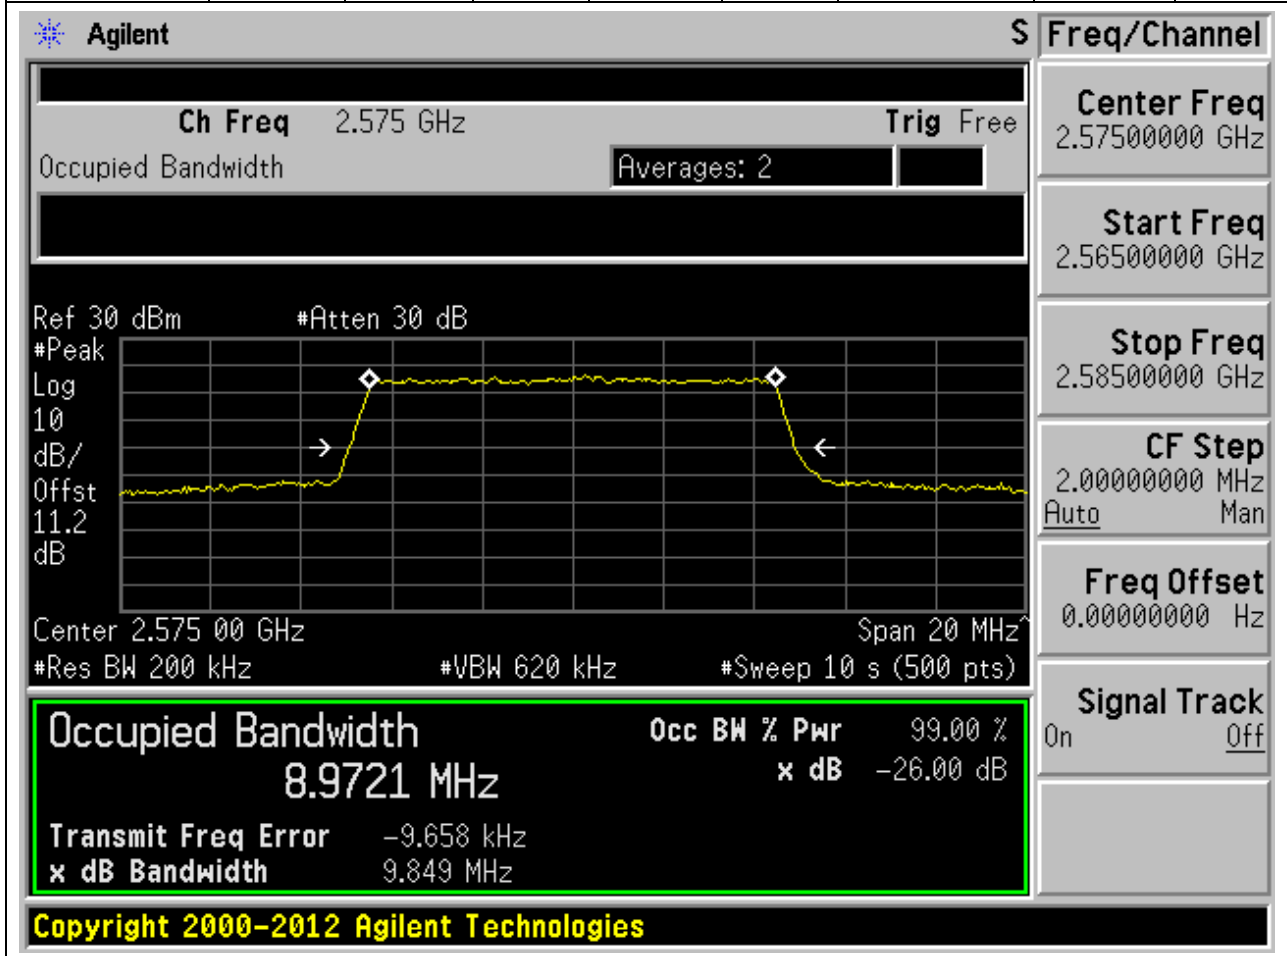 Agilent S Freq/Channel
Ch Freq 2.575 GHz Trig Free
Occupied Bandwidth Averages: 2
Center Freq
2.57500000 GHz
Start Freq
2.56500000 GHz
Stop Freq
2.58500000 GHz
CF Step
2.00000000 MHz
Auto Man
Freq Offset
0.00000000 Hz
Signal Track
On Off
Ref 30 dBm #Atten 30 dB
#Peak
Log
10
dB/
Offst
11.2
dB
Center 2.575 00 GHz Span 20 MHz^
#Res BW 200 kHz #VBW 620 kHz #Sweep 10 s (500 pts)
Occupied Bandwidth Occ BW % Pwr 99.00 %
8.9721 MHz x dB -26.00 dB
Transmit Freq Error -9.658 kHz
x dB Bandwidth 9.849 MHz
Copyright 2000-2012 Agilent Technologies